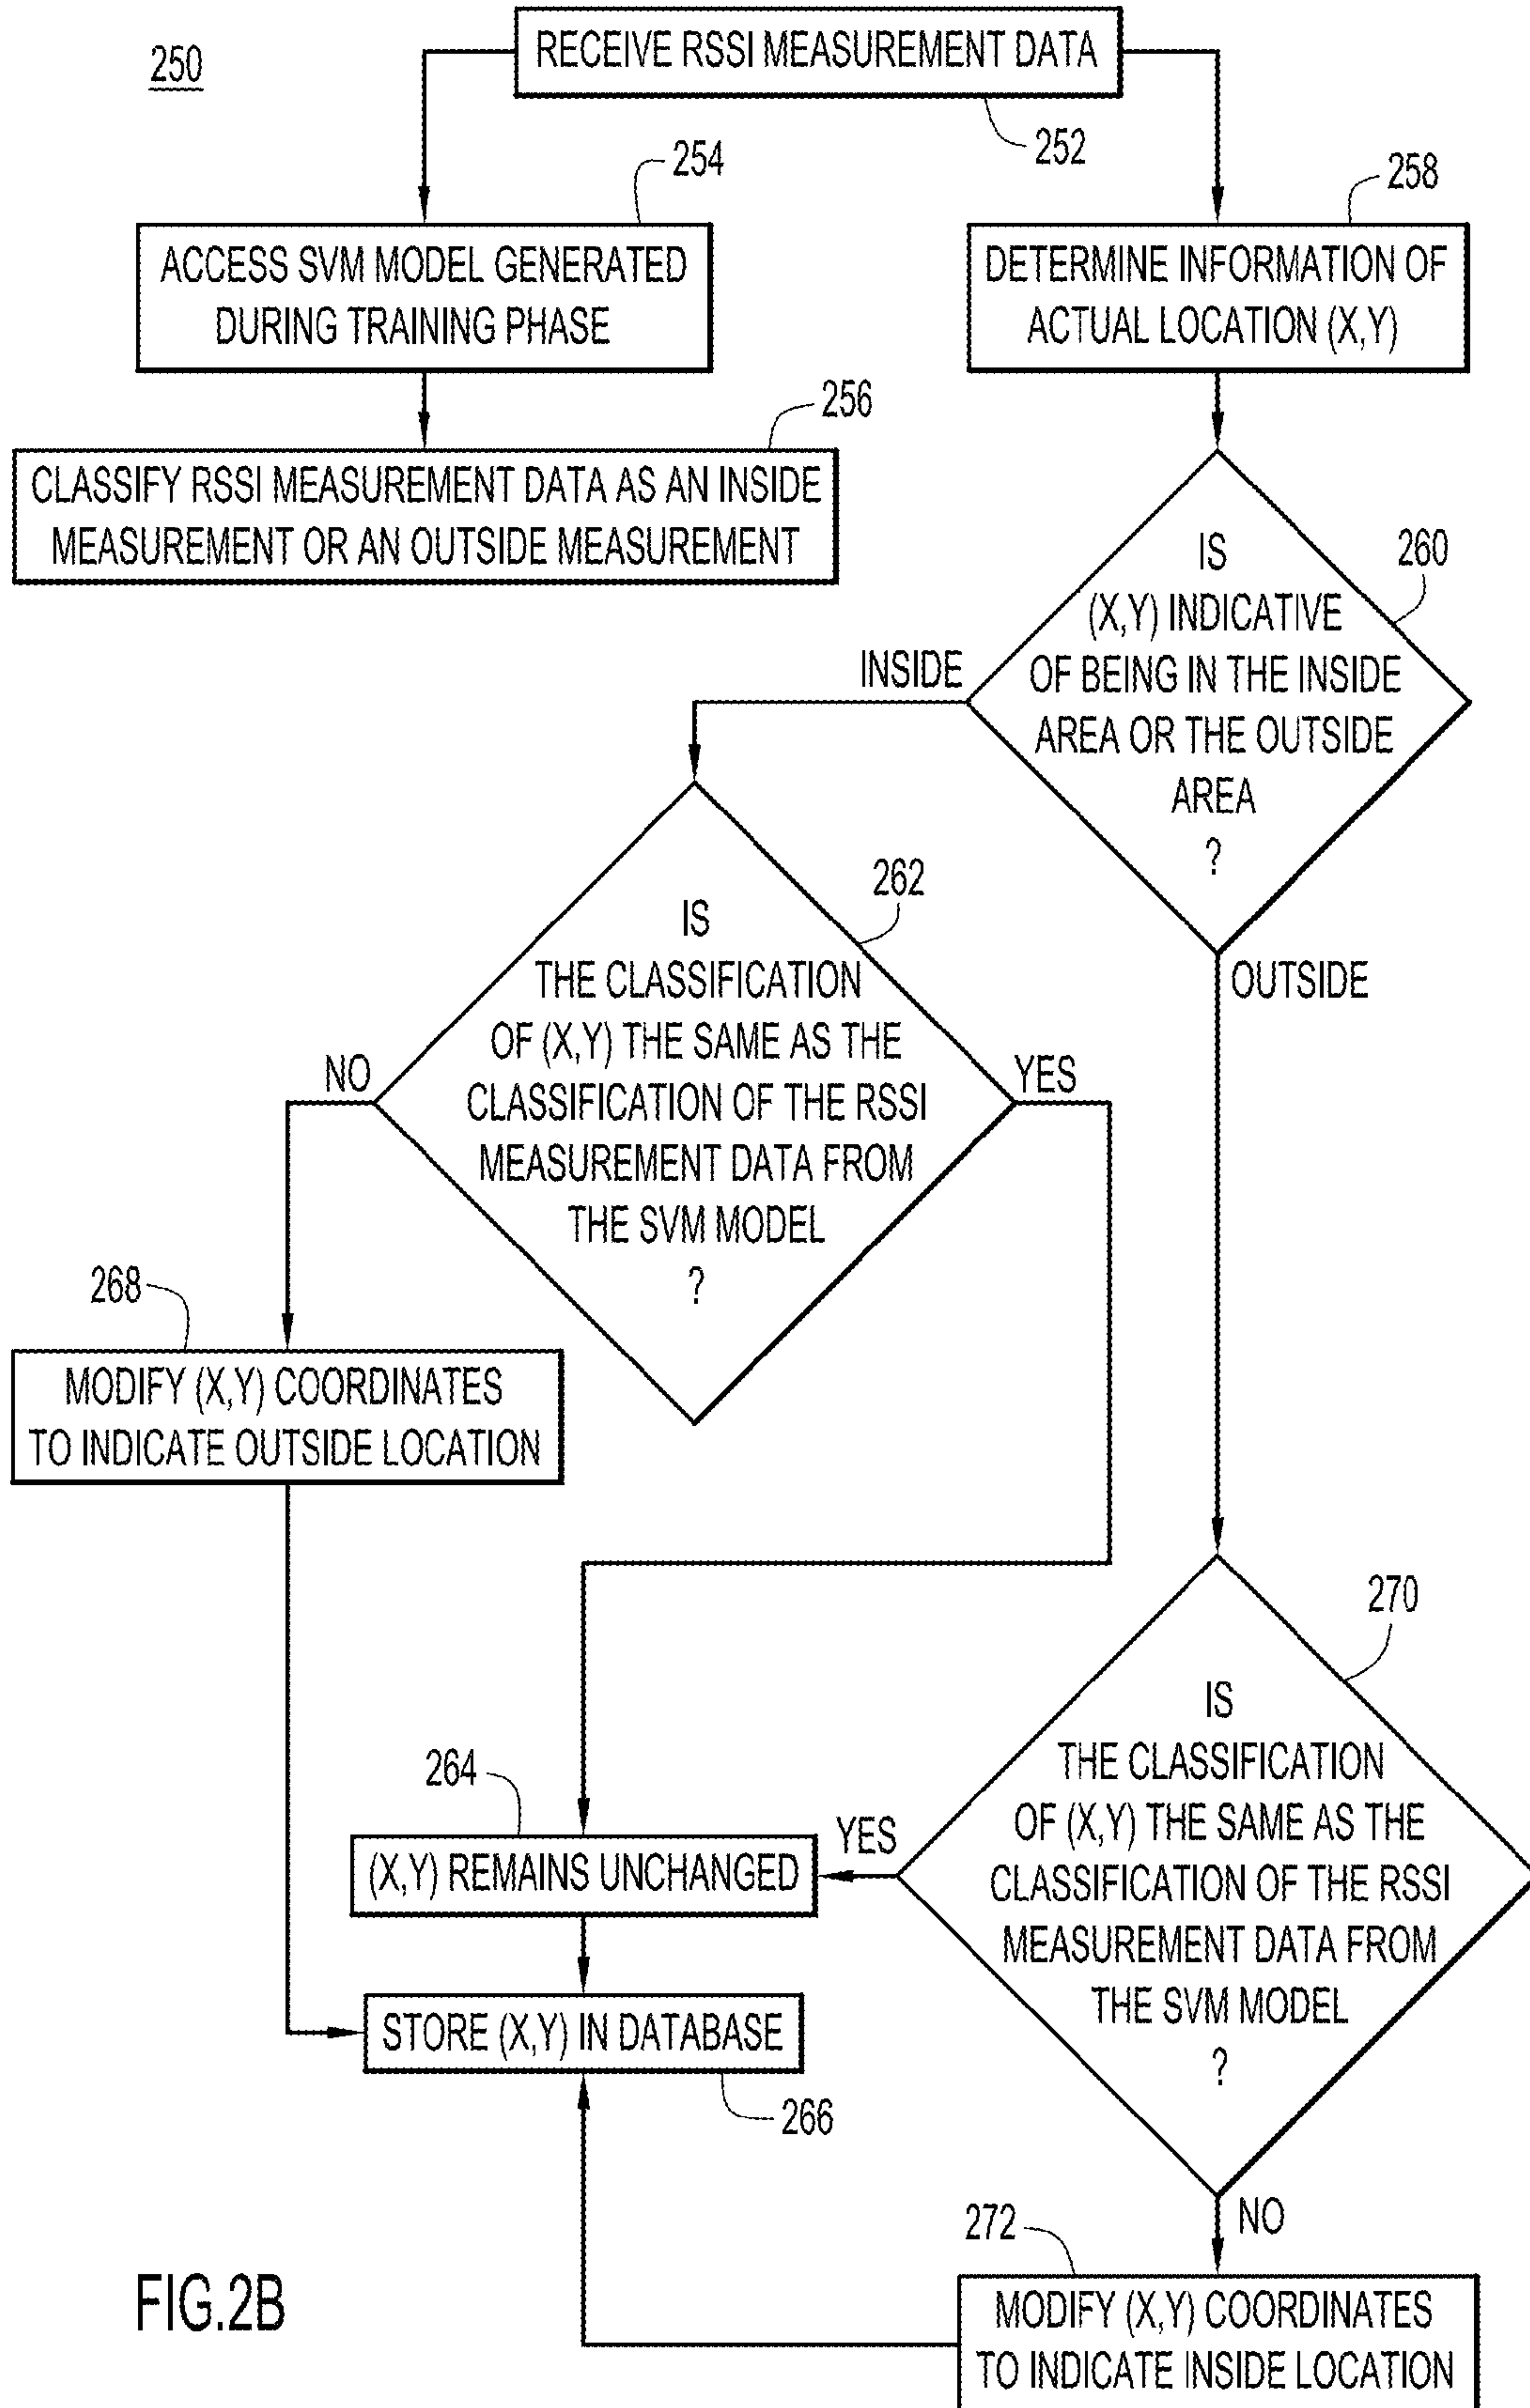 250
RECEIVE RSSI MEASUREMENT DATA
252
254
ACCESS SVM MODEL GENERATED
DURING TRAINING PHASE
258
DETERMINE INFORMATION OF
ACTUAL LOCATION (X,Y)
256
CLASSIFY RSSI MEASUREMENT DATA AS AN INSIDE
MEASUREMENT OR AN OUTSIDE MEASUREMENT
260
IS
(X,Y) INDICATIVE
OF BEING IN THE INSIDE
AREA OR THE OUTSIDE
AREA
?
INSIDE
OUTSIDE
262
IS
THE CLASSIFICATION
OF (X,Y) THE SAME AS THE
CLASSIFICATION OF THE RSSI
MEASUREMENT DATA FROM
THE SVM MODEL
?
NO
YES
268
MODIFY (X,Y) COORDINATES
TO INDICATE OUTSIDE LOCATION
270
IS
THE CLASSIFICATION
OF (X,Y) THE SAME AS THE
CLASSIFICATION OF THE RSSI
MEASUREMENT DATA FROM
THE SVM MODEL
?
YES
264
(X,Y) REMAINS UNCHANGED
STORE (X,Y) IN DATABASE
266
NO
272
MODIFY (X,Y) COORDINATES
TO INDICATE INSIDE LOCATION
FIG.2B